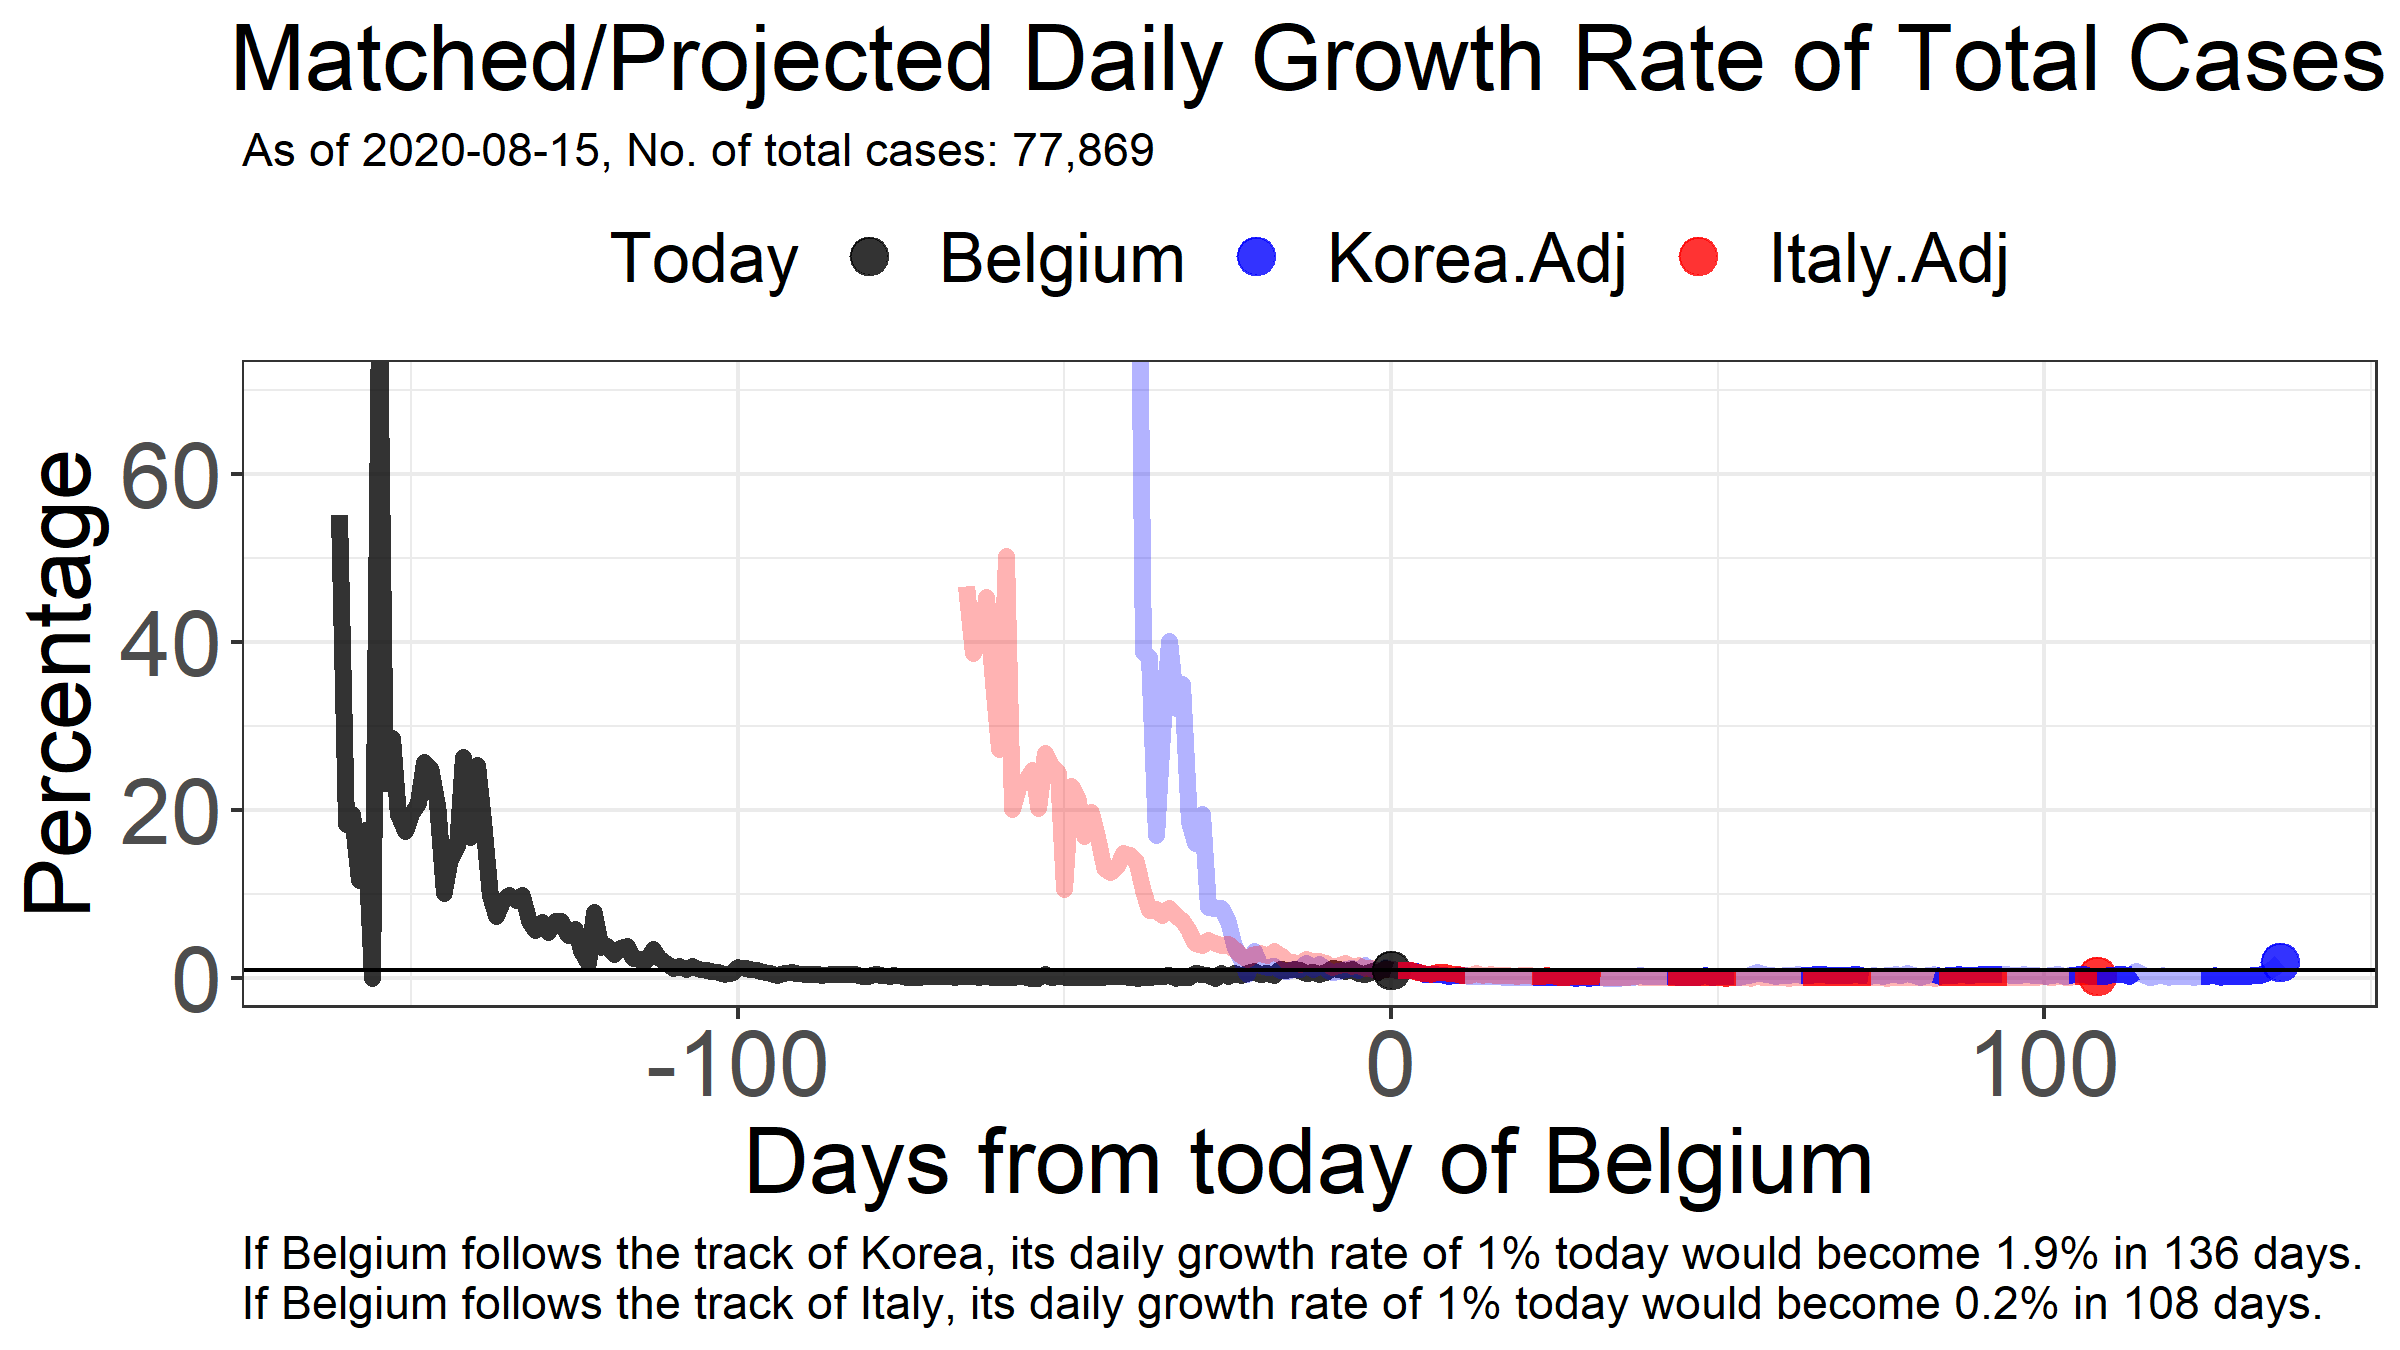 Matched/Projected Daily Growth Rate of Total Cases
As of 2020-08-15, No. of total cases: 77,869
Today Belgium Korea.Adj Italy.Adj
Percentage
60
40
20
0
-100 0 100
Days from today of Belgium
If Belgium follows the track of Korea, its daily growth rate of 1% today would become 1.9% in 136 days.
If Belgium follows the track of Italy, its daily growth rate of 1% today would become 0.2% in 108 days.